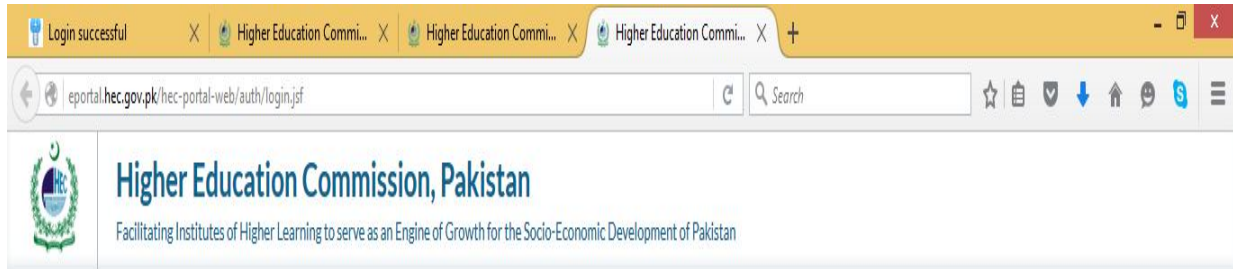 Login successful
Higher Education Commi...
Higher Education Commi...
Higher Education Commi...
eportal.hec.gov.pk/hec-portal-web/auth/login.jsf
Search
HEC
Higher Education Commission, Pakistan
Facilitating Institutes of Higher Learning to serve as an Engine of Growth for the Socio-Economic Development of Pakistan